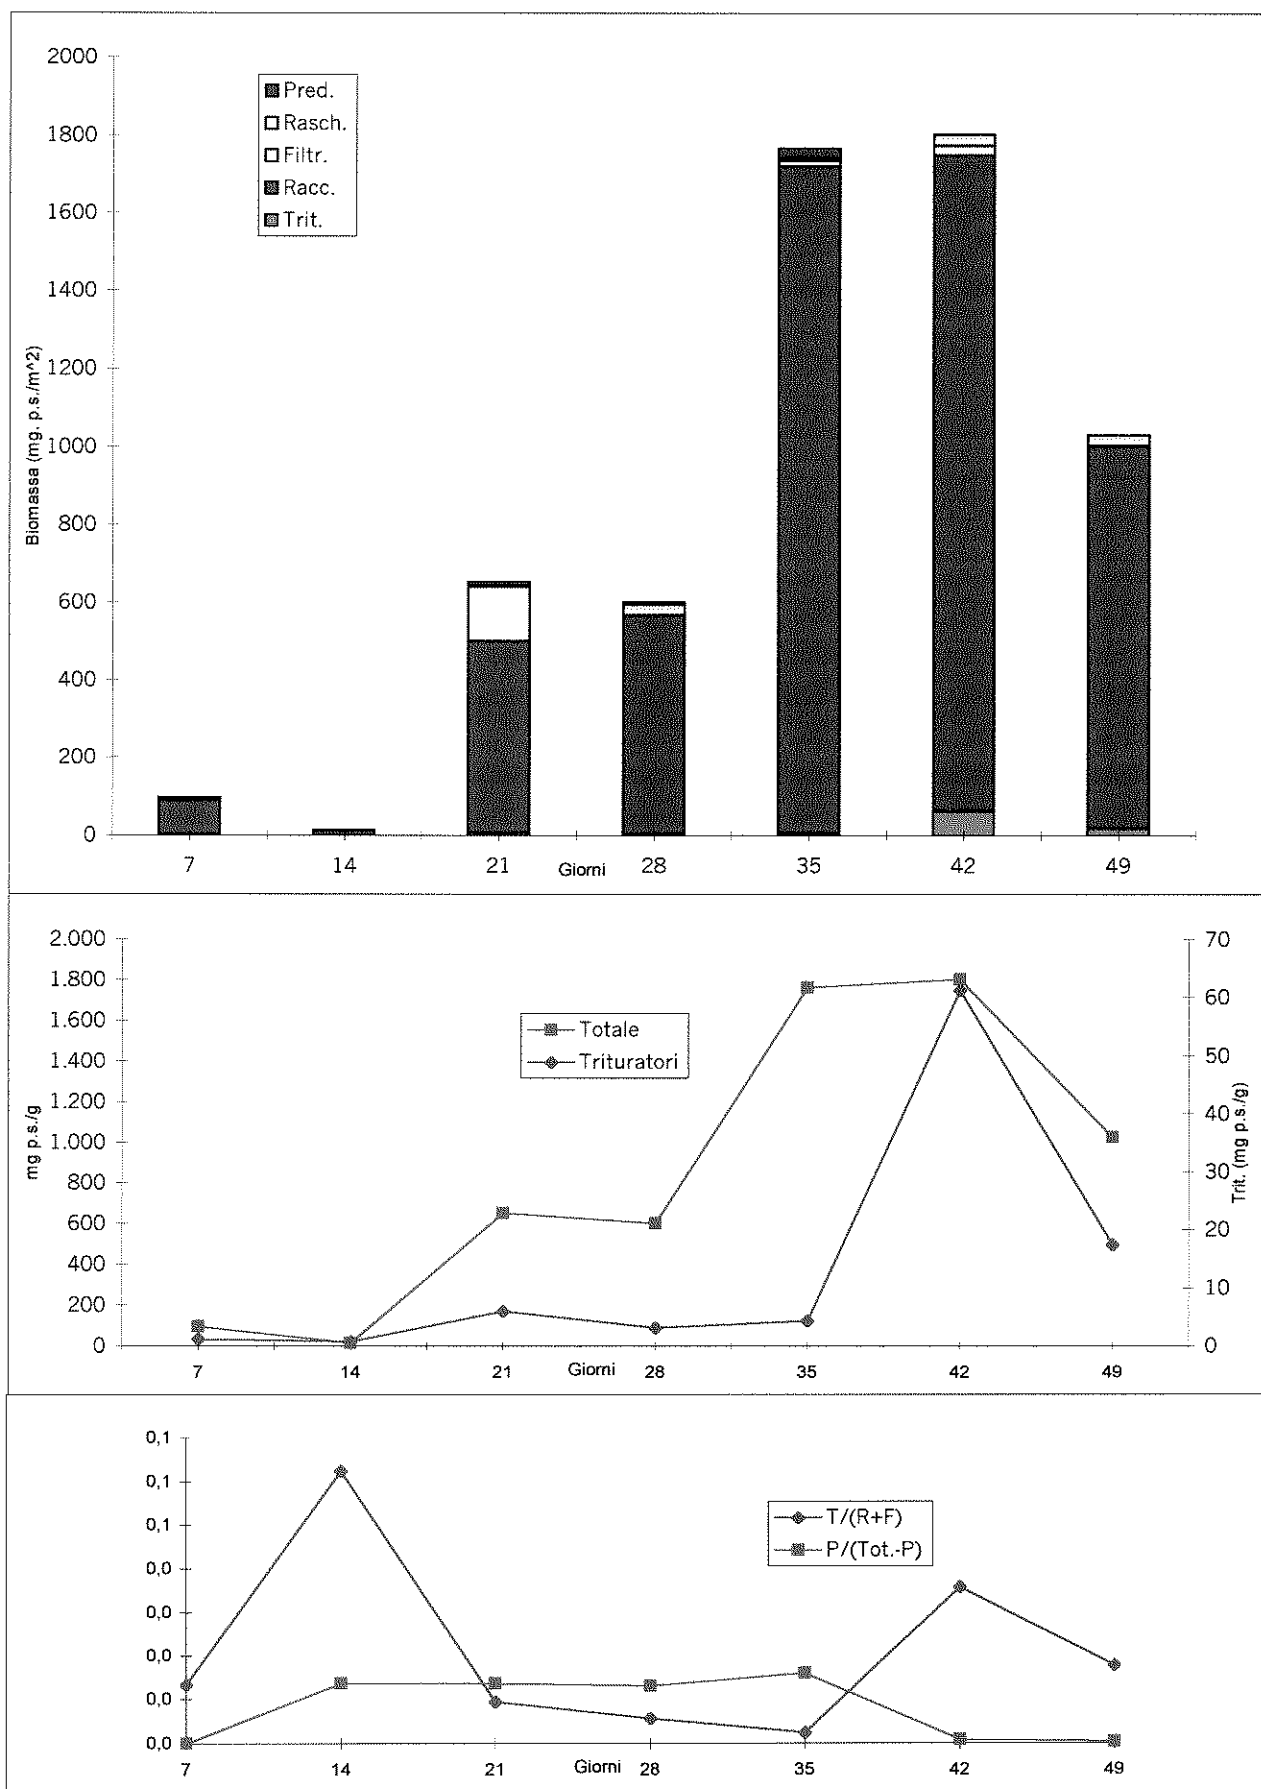 2000
1800
1600
1400
1200
1000
800
600
400
200
0
Biomassa (mg. p.s./m^2)
Pred.
Rasch.
Filtr.
Racc.
Trit.
7 14 21 28 35 42 49
Giorni
2.000
1.800
1.600
1.400
1.200
1.000
800
600
400
200
0
mg p.s./g
Totale
Trituratori
70
60
50
40
30
20
10
0
Trit. (mg p.s./g)
7 14 21 28 35 42 49
Giorni
0,1
0,1
0,1
0,0
0,0
0,0
0,0
0,0
T/(R+F)
P/(Tot.-P)
7 14 21 28 35 42 49
Giorni